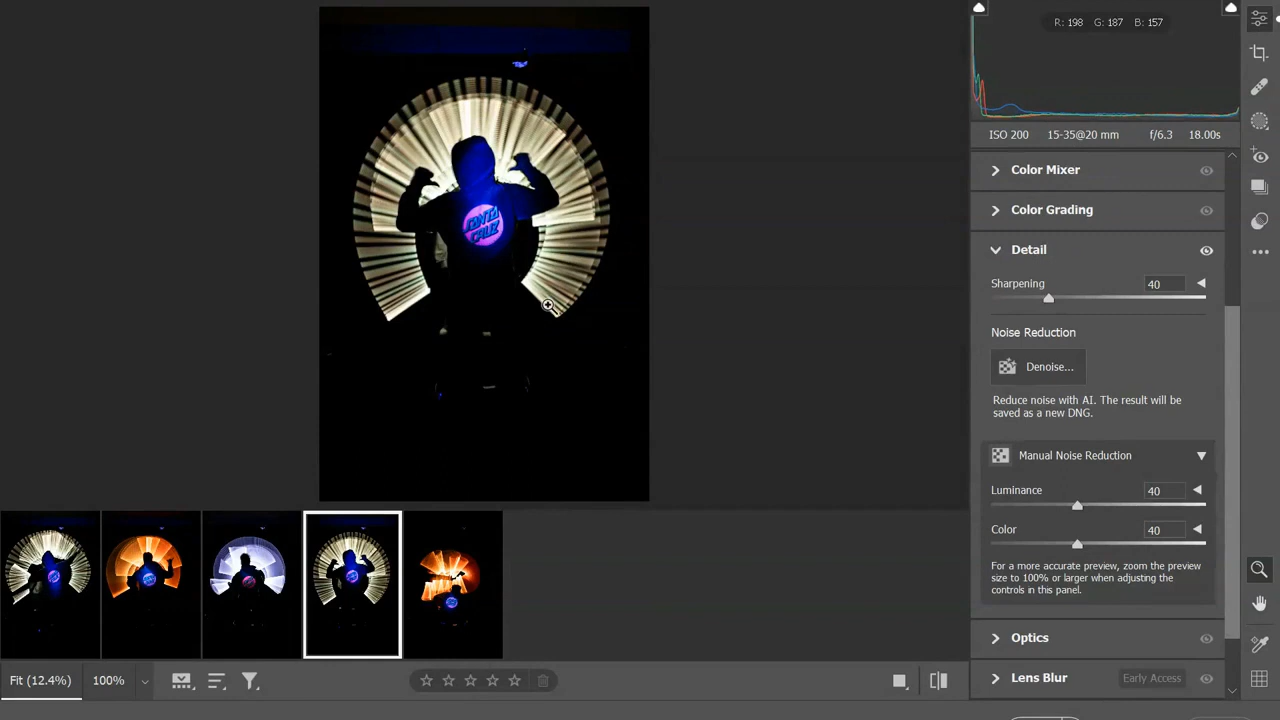 R: 198 G: 187 B: 157
ISO 200 15-35@20 mm f/6.3 18.00s
Color Mixer
Color Grading
Detail
Sharpening 40
Noise Reduction
Denoise...
Reduce noise with AI. The result will be
saved as a new DNG.
Manual Noise Reduction
Luminance 40
Color 40
For a more accurate preview, zoom the preview
size to 100% or larger when adjusting the
controls in this panel.
Optics
Lens Blur Early Access
SANTA
CRUZ
Fit (12.4%) 100%